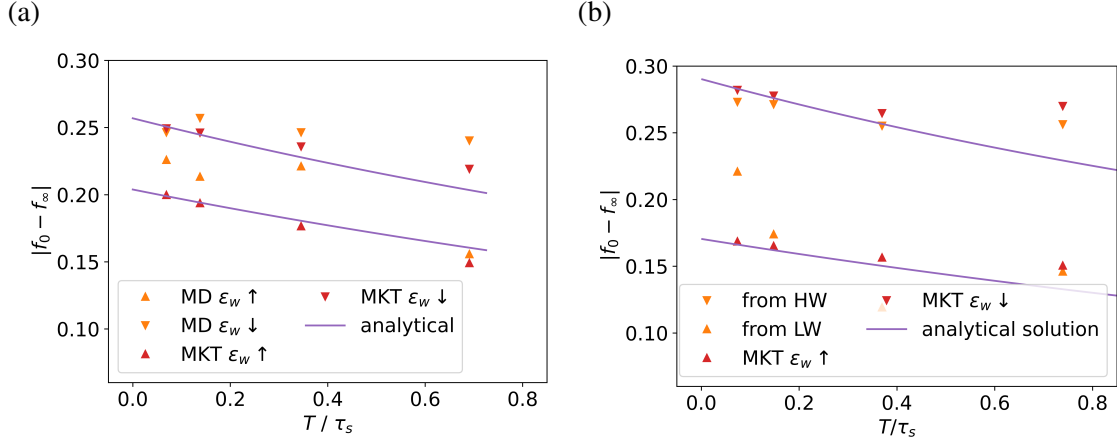 (a)
0.30
0.25
0.20
0.15
0.10
|f₀ − f∞|
MD εw ↑
MD εw ↓
MKT εw ↑
MKT εw ↓
analytical
0.0 0.2 0.4 0.6 0.8
T / τs
(b)
0.30
0.25
0.20
0.15
0.10
|f₀ − f∞|
from HW
from LW
MKT εw ↑
MKT εw ↓
analytical solution
0.0 0.2 0.4 0.6 0.8
T/τs